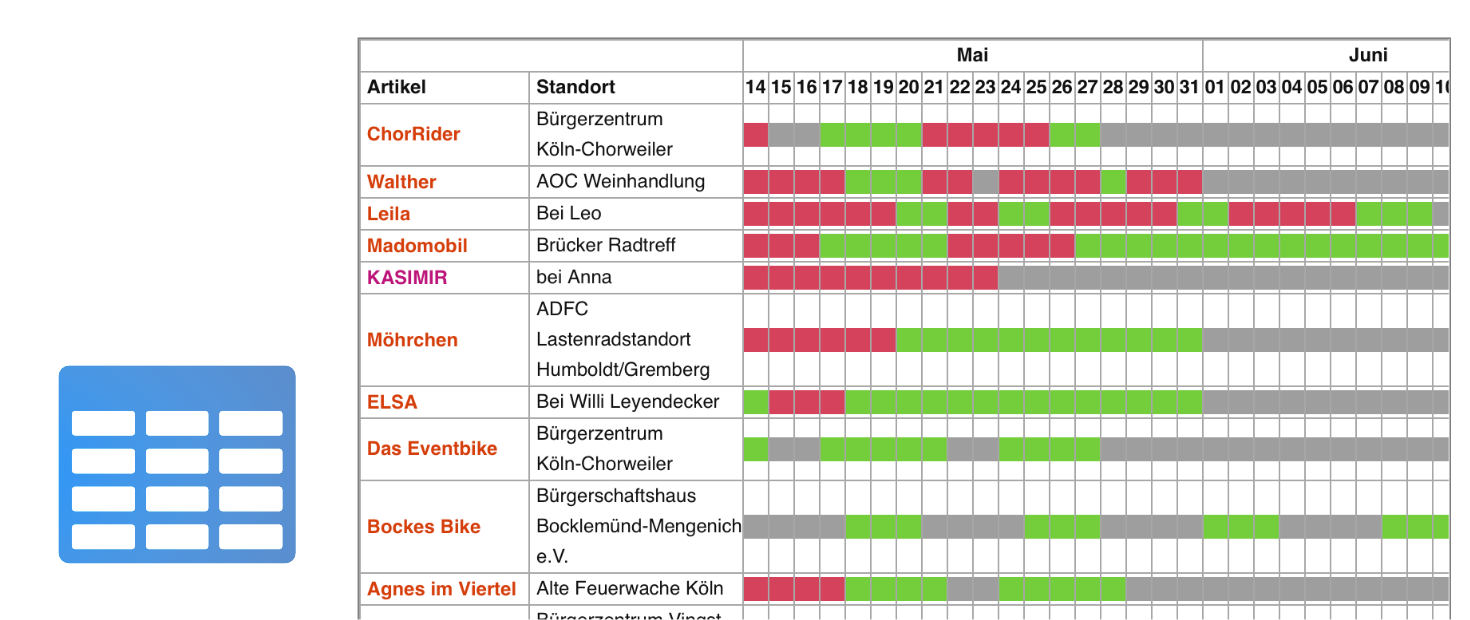 Mai Juni
Artikel Standort 14 15 16 17 18 19 20 21 22 23 24 25 26 27 28 29 30 31 01 02 03 04 05 06 07 08 09
ChorRider Bürgerzentrum
Köln-Chorweiler
Walther AOC Weinhandlung
Leila Bei Leo
Madomobil Brücker Radtreff
KASIMIR bei Anna
Möhrchen ADFC
Lastenradstandort
Humboldt/Gremberg
ELSA Bei Willi Leyendecker
Das Eventbike Bürgerzentrum
Köln-Chorweiler
Bockes Bike Bürgerschaftshaus
Bocklemünd-Mengenich
e.V.
Agnes im Viertel Alte Feuerwache Köln
Bürgerzentrum Vingst